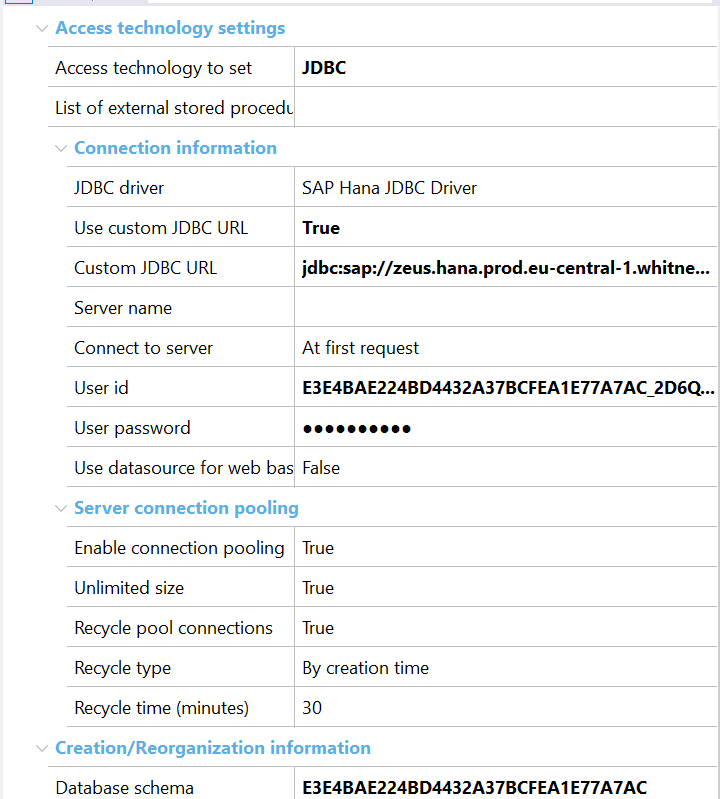 Access technology settings
Access technology to set JDBC
List of external stored procedu
Connection information
JDBC driver SAP Hana JDBC Driver
Use custom JDBC URL True
Custom JDBC URL jdbc:sap://zeus.hana.prod.eu-central-1.whitne...
Server name
Connect to server At first request
User id E3E4BAE224BD4432A37BCFEA1E77A7AC_2D6Q...
User password ●●●●●●●●●●
Use datasource for web bas False
Server connection pooling
Enable connection pooling True
Unlimited size True
Recycle pool connections True
Recycle type By creation time
Recycle time (minutes) 30
Creation/Reorganization information
Database schema E3E4BAE224BD4432A37BCFEA1E77A7AC